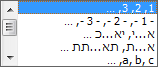 1, 2, 3, ...
- 1 -, - 2 -, - 3 -, ...
א...י, יא...כ ...
א...ת, תא...תת ...
a, b, c, ...